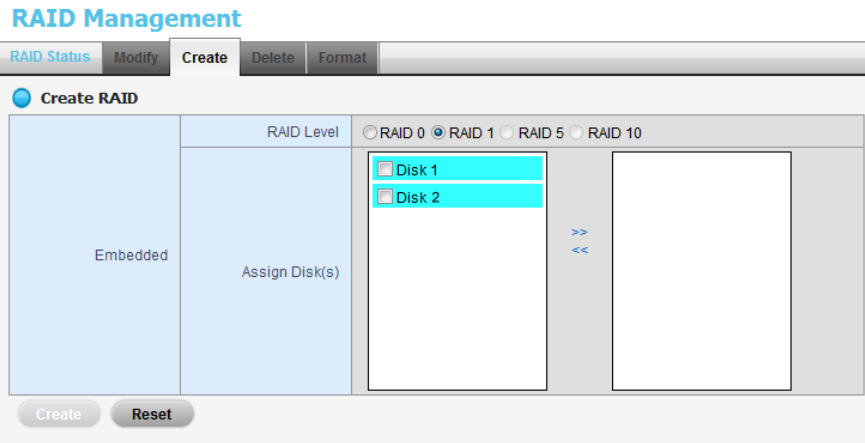 RAID Management
RAID Status Modify Create Delete Format
Create RAID
RAID Level RAID 0 RAID 1 RAID 5 RAID 10
Disk 1
Disk 2
>>
<<
Embedded
Assign Disk(s)
Create Reset